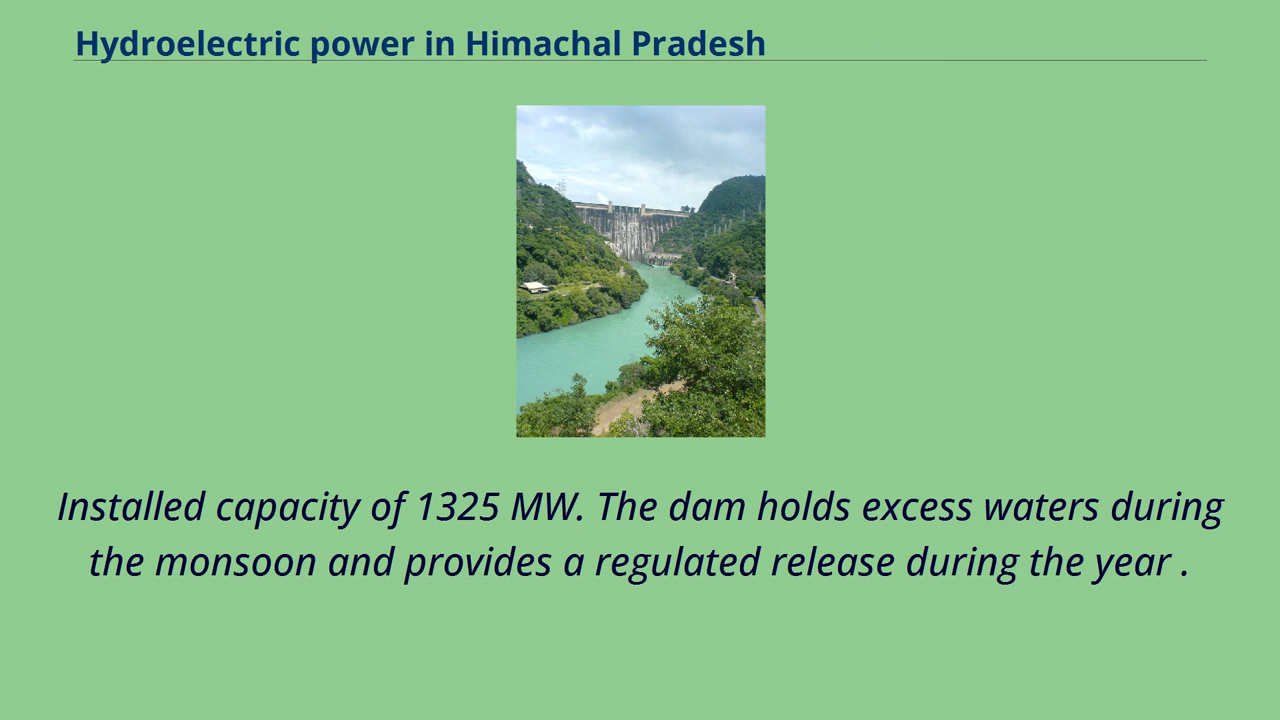 Hydroelectric power in Himachal Pradesh
Installed capacity of 1325 MW. The dam holds excess waters during
the monsoon and provides a regulated release during the year .